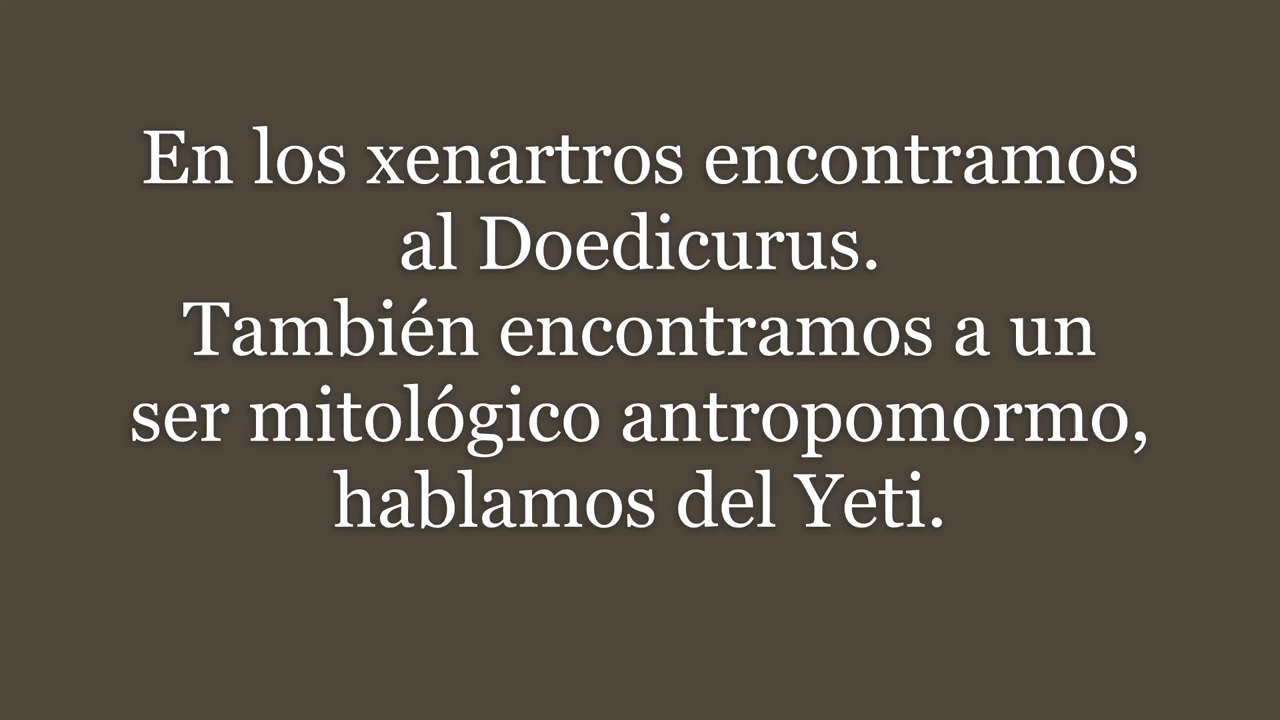 En los xenartros encontramos
al Doedicurus.
También encontramos a un
ser mitológico antropomormo,
hablamos del Yeti.